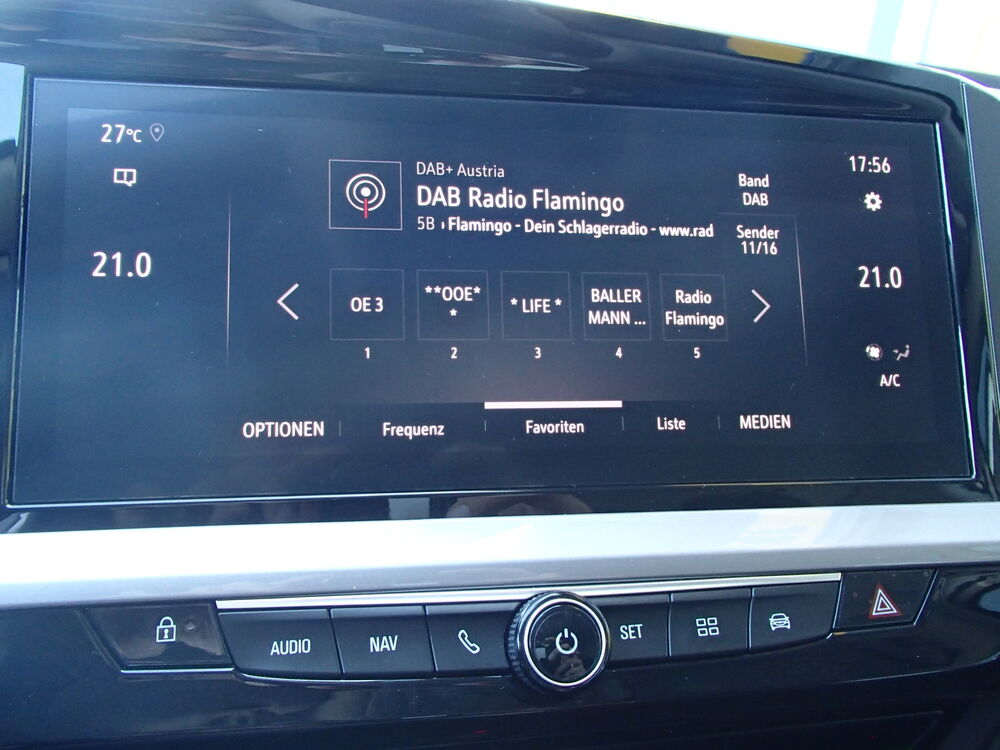 27°C
17:56
DAB+ Austria
DAB Radio Flamingo
5B
Flamingo - Dein Schlagerradio - www.rad
Band
DAB
Sender
11/16
21.0
21.0
OE 3
**OOE*
*
* LIFE *
BALLER
MANN ...
Radio
Flamingo
1
2
3
4
5
A/C
OPTIONEN
Frequenz
Favoriten
Liste
MEDIEN
AUDIO
NAV
SET